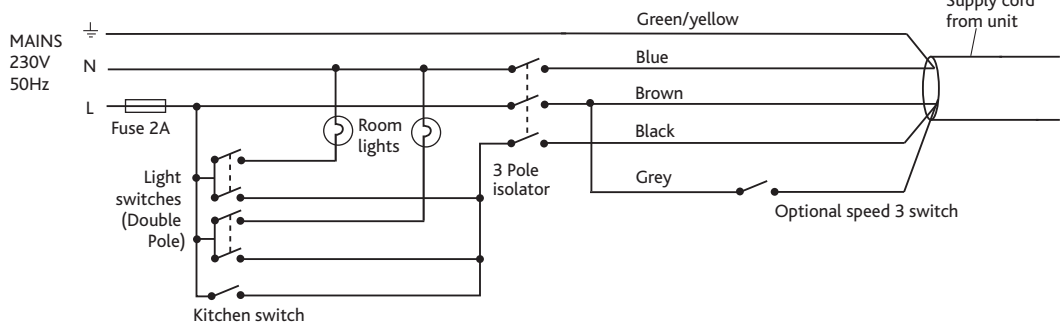 Supply cord
from unit
Green/yellow
MAINS
230V
50Hz
N
Blue
L
Brown
Fuse 2A
Room
lights
Black
3 Pole
isolator
Light
switches
(Double
Pole)
Grey
Optional speed 3 switch
Kitchen switch